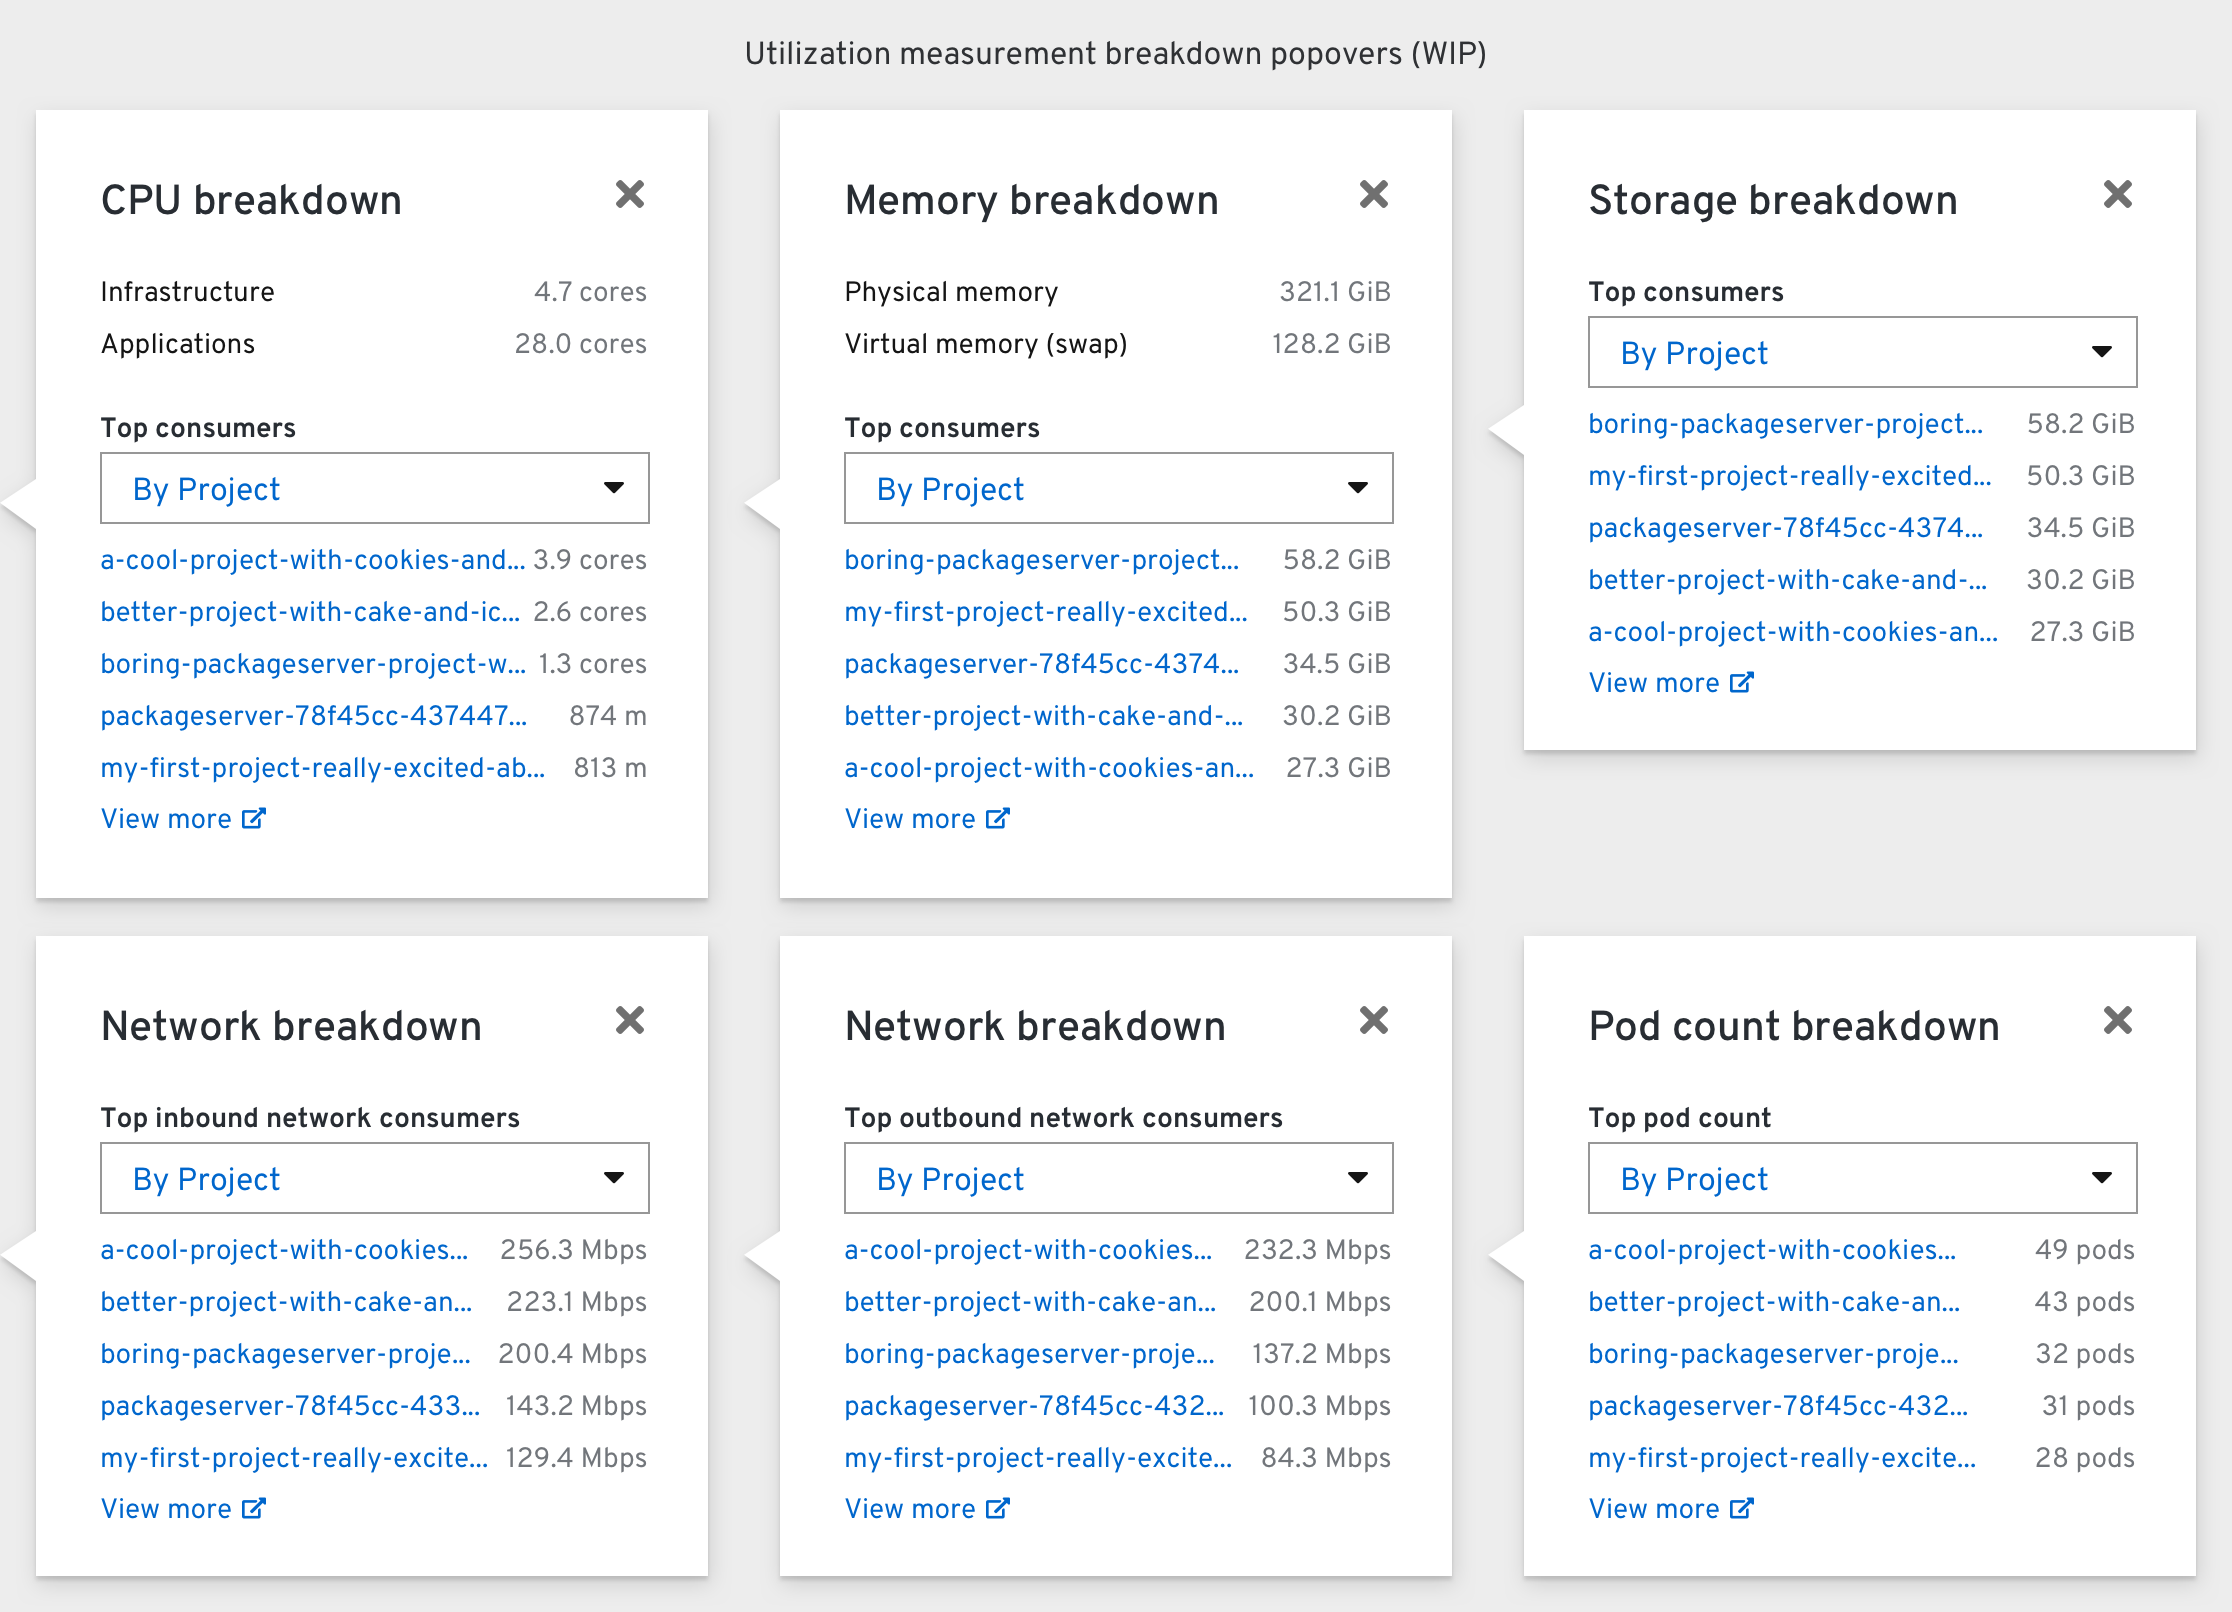 Utilization measurement breakdown popovers (WIP)
CPU breakdown
Infrastructure 4.7 cores
Applications 28.0 cores
Top consumers
By Project
a-cool-project-with-cookies-and... 3.9 cores
better-project-with-cake-and-ic... 2.6 cores
boring-packageserver-project-w... 1.3 cores
packageserver-78f45cc-437447... 874 m
my-first-project-really-excited-ab... 813 m
View more
Memory breakdown
Physical memory 321.1 GiB
Virtual memory (swap) 128.2 GiB
Top consumers
By Project
boring-packageserver-project... 58.2 GiB
my-first-project-really-excited... 50.3 GiB
packageserver-78f45cc-4374... 34.5 GiB
better-project-with-cake-and-... 30.2 GiB
a-cool-project-with-cookies-an... 27.3 GiB
View more
Storage breakdown
Top consumers
By Project
boring-packageserver-project... 58.2 GiB
my-first-project-really-excited... 50.3 GiB
packageserver-78f45cc-4374... 34.5 GiB
better-project-with-cake-and-... 30.2 GiB
a-cool-project-with-cookies-an... 27.3 GiB
View more
Network breakdown
Top inbound network consumers
By Project
a-cool-project-with-cookies... 256.3 Mbps
better-project-with-cake-an... 223.1 Mbps
boring-packageserver-proje... 200.4 Mbps
packageserver-78f45cc-433... 143.2 Mbps
my-first-project-really-excite... 129.4 Mbps
View more
Network breakdown
Top outbound network consumers
By Project
a-cool-project-with-cookies... 232.3 Mbps
better-project-with-cake-an... 200.1 Mbps
boring-packageserver-proje... 137.2 Mbps
packageserver-78f45cc-432... 100.3 Mbps
my-first-project-really-excite... 84.3 Mbps
View more
Pod count breakdown
Top pod count
By Project
a-cool-project-with-cookies... 49 pods
better-project-with-cake-an... 43 pods
boring-packageserver-proje... 32 pods
packageserver-78f45cc-432... 31 pods
my-first-project-really-excite... 28 pods
View more